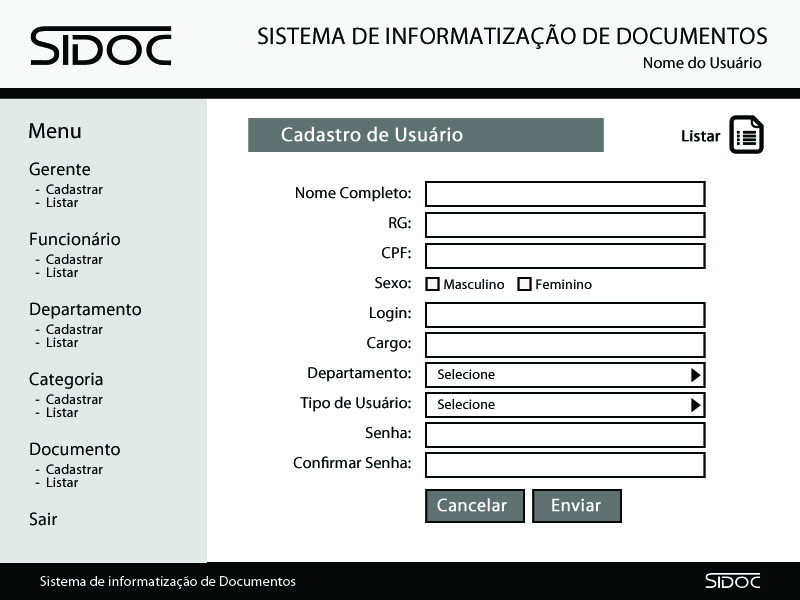 SIDOC
SISTEMA DE INFORMATIZAÇÃO DE DOCUMENTOS
Nome do Usuário
Menu
Gerente
- Cadastrar
- Listar
Funcionário
- Cadastrar
- Listar
Departamento
- Cadastrar
- Listar
Categoria
- Cadastrar
- Listar
Documento
- Cadastrar
- Listar
Sair
Cadastro de Usuário
Listar
Nome Completo:
RG:
CPF:
Sexo: Masculino Feminino
Login:
Cargo:
Departamento: Selecione
Tipo de Usuário: Selecione
Senha:
Confirmar Senha:
Cancelar Enviar
Sistema de informatização de Documentos
SIDOC